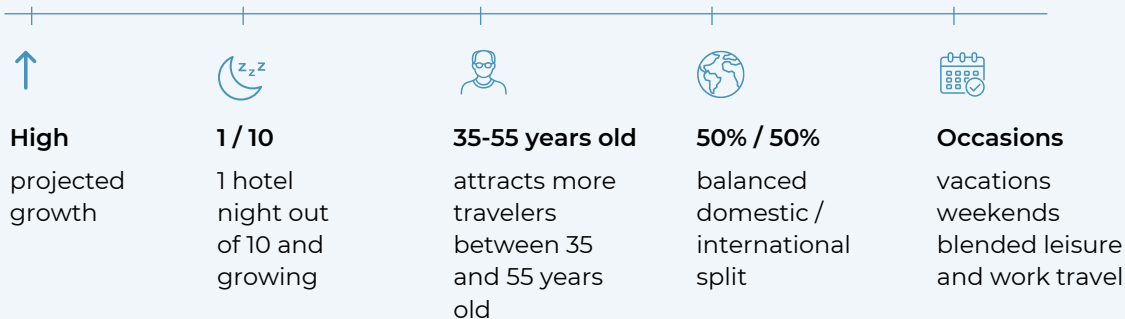 z z z
High
projected
growth
1 / 10
1 hotel
night out
of 10 and
growing
35-55 years old
attracts more
travelers
between 35
and 55 years
old
50% / 50%
balanced
domestic /
international
split
Occasions
vacations
weekends
blended leisure
and work travel